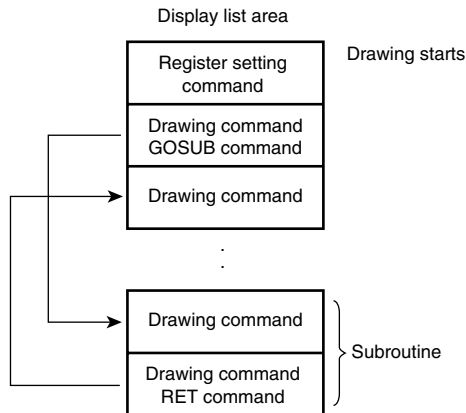 Display list area
Drawing starts
Register setting
command
Drawing command
GOSUB command
Drawing command
.
.
Drawing command
Subroutine
Drawing command
RET command